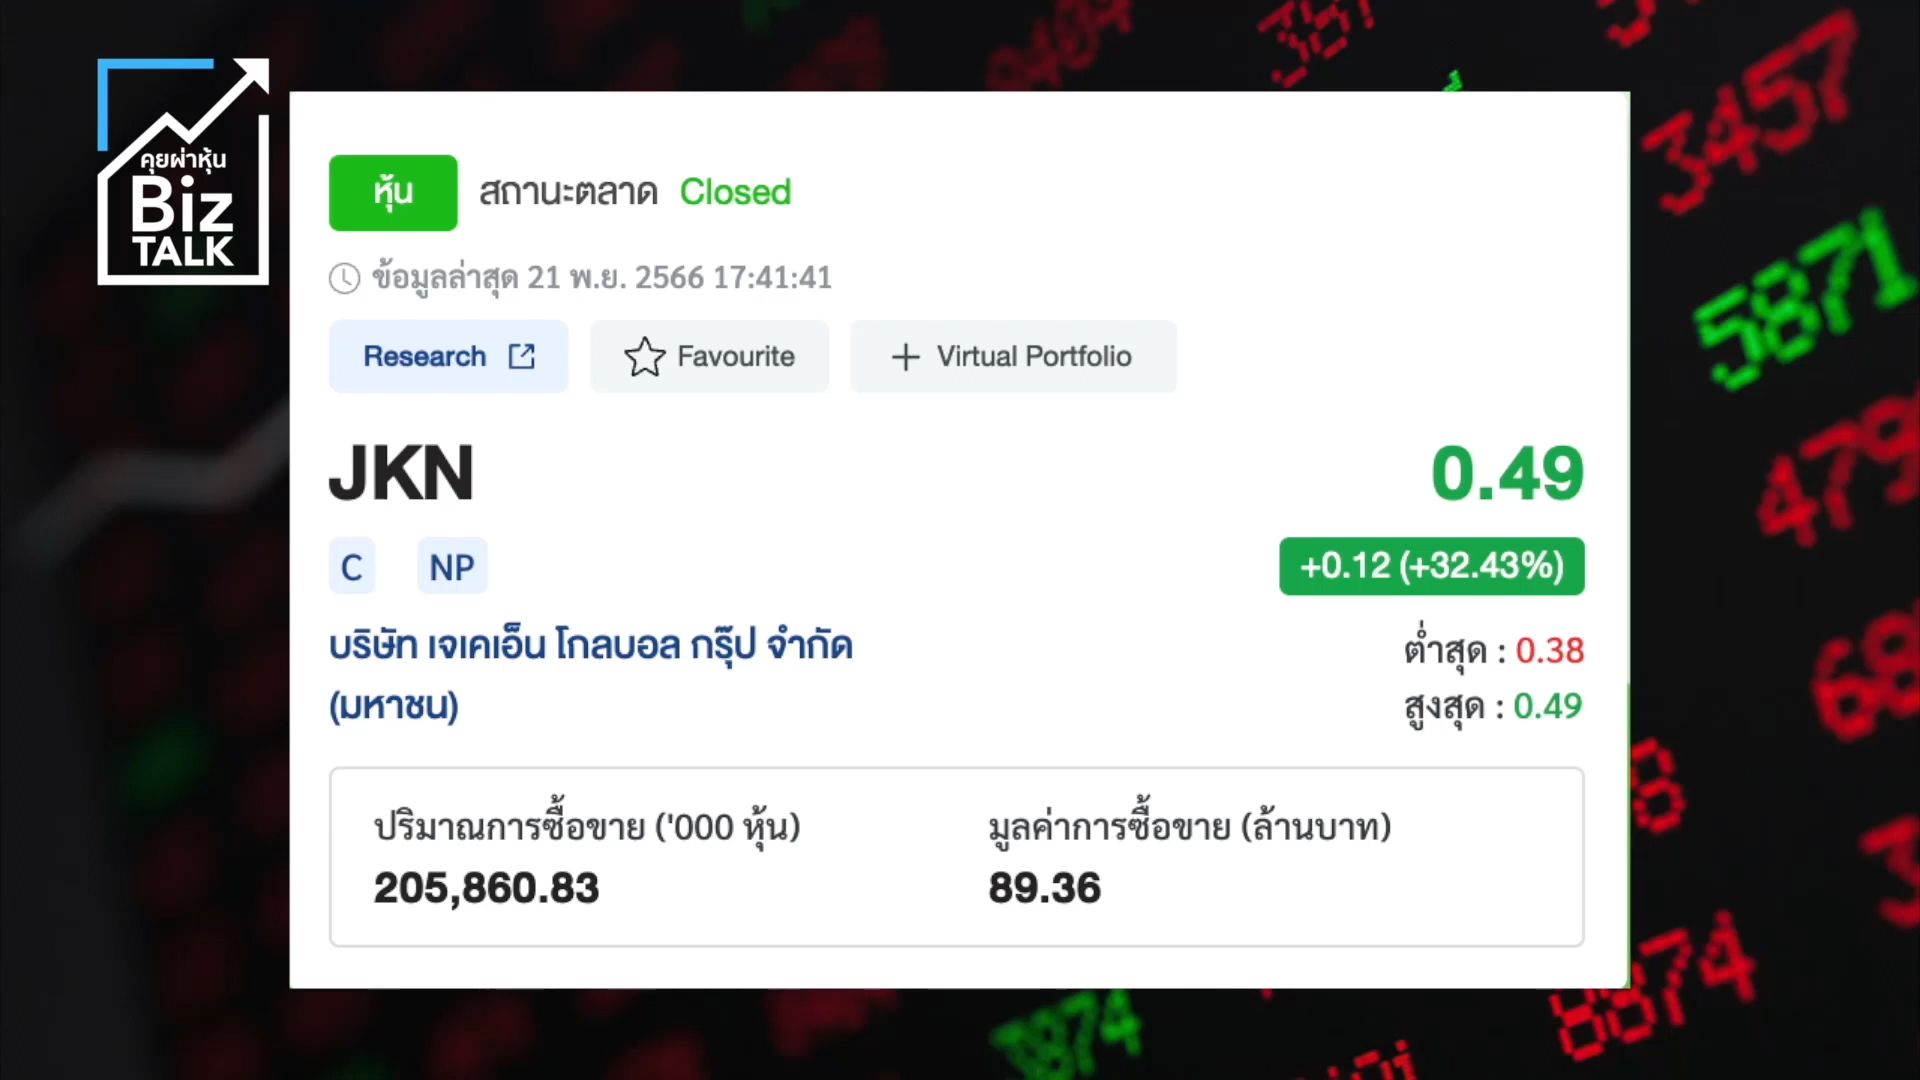 คุยผ่าหุ้น
Biz
TALK
หุ้น สถานะตลาด Closed
ข้อมูลล่าสุด 21 พ.ย. 2566 17:41:41
Research Favourite + Virtual Portfolio
JKN 0.49
C NP +0.12 (+32.43%)
บริษัท เจเคเอ็น โกลบอล กรุ๊ป จำกัด
(มหาชน)
ต่ำสุด : 0.38
สูงสุด : 0.49
ปริมาณการซื้อขาย ('000 หุ้น) มูลค่าการซื้อขาย (ล้านบาท)
205,860.83 89.36
3457
5871
479
68
8874
7874